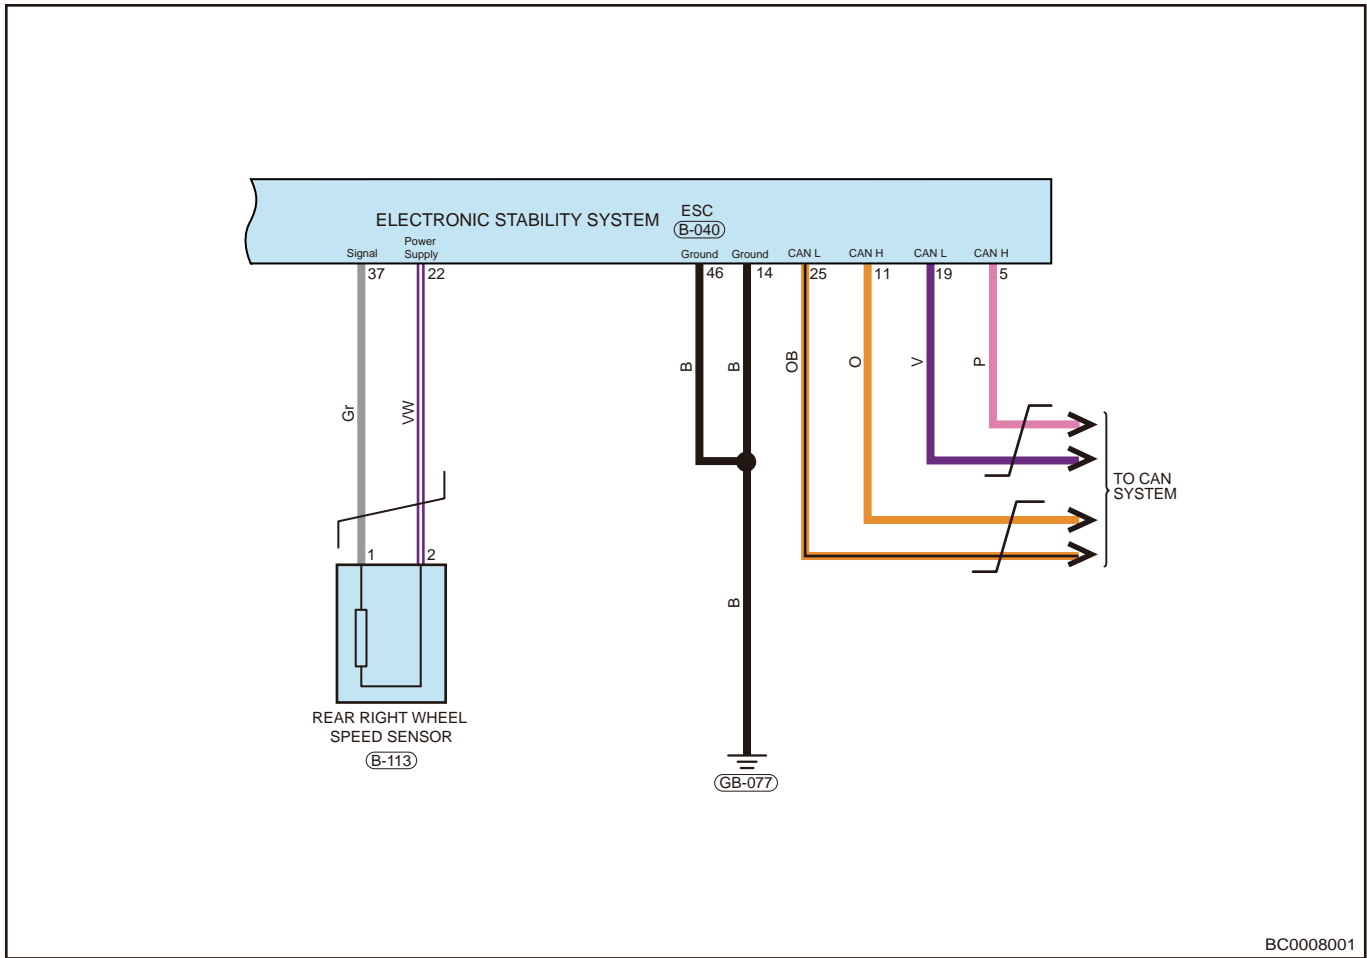 ELECTRONIC STABILITY SYSTEM
ESC
B-040
Signal
Power
Supply
Ground
Ground
CAN L
CAN H
CAN L
CAN H
37
22
46
14
25
11
19
5
Gr
VW
B
B
OB
O
V
P
TO CAN
SYSTEM
1
2
B
REAR RIGHT WHEEL
SPEED SENSOR
B-113
GB-077
BC0008001